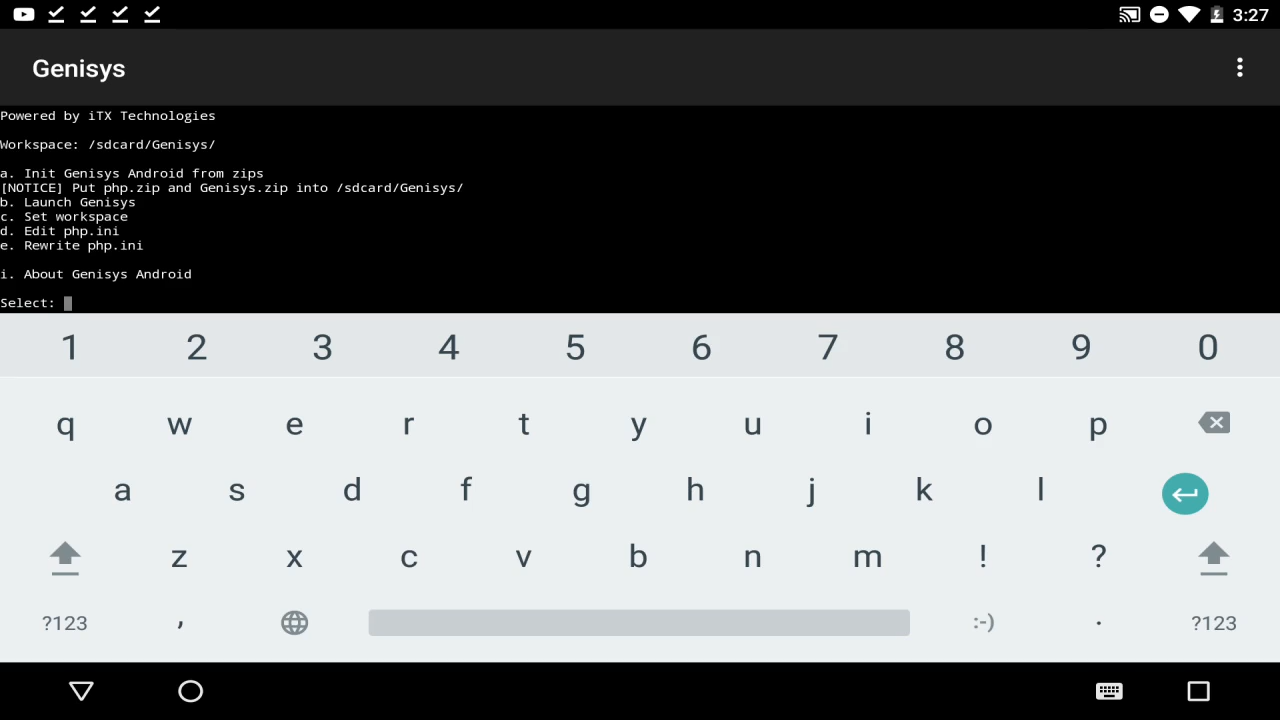 3:27
Genisys
Powered by iTX Technologies
Workspace: /sdcard/Genisys/
a. Init Genisys Android from zips
[NOTICE] Put php.zip and Genisys.zip into /sdcard/Genisys/
b. Launch Genisys
c. Set workspace
d. Edit php.ini
e. Rewrite php.ini
i. About Genisys Android
Select:
1 2 3 4 5 6 7 8 9 0
q w e r t y u i o p
a s d f g h j k l
z x c v b n m ! ?
?123 , :-) . ?123